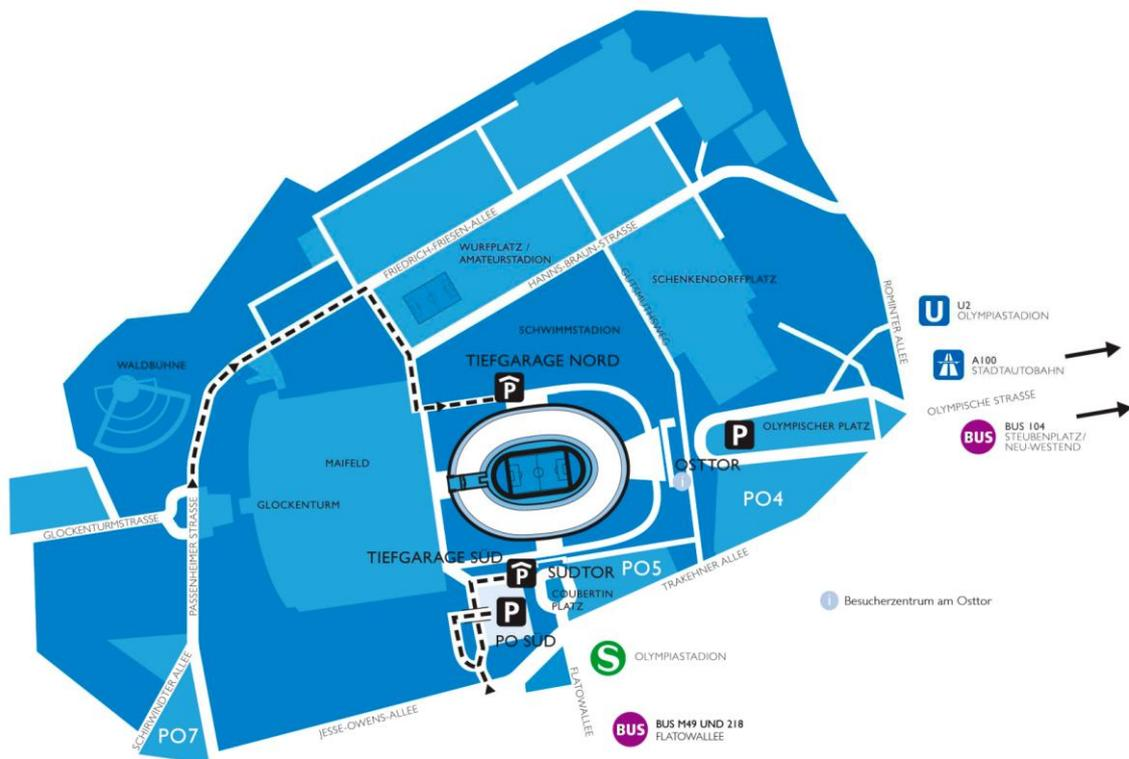 FRIEDRICH-FRIESEN-ALLEE
WURFPLATZ /
AMATEURSTADION
HANNS-BRAUN-STRASSE
GUTSMUTHSWEG
SCHENKENDORFFPLATZ
ROMINTER ALLEE
U
U2
OLYMPIASTADION
SCHWIMMSTADION
WALDBÜHNE
TIEFGARAGE NORD
P
A100
STADTAUTOBAHN
OLYMPISCHE STRASSE
P
OLYMPISCHER PLATZ
BUS
BUS 104
STEUBENPLATZ/
NEU-WESTEND
MAIFELD
OSTTOR
i
PO4
GLOCKENTURM
GLOCKENTURMSTRASSE
PASSENHEIMER STRASSE
TIEFGARAGE SÜD
P
SÜDTOR
PO5
TRAKEHNER ALLEE
COUBERTIN
PLATZ
i
Besucherzentrum am Osttor
P
PO SÜD
S
OLYMPIASTADION
SCHIRWINDTER ALLEE
FLATOWALLEE
JESSE-OWENS-ALLEE
PO7
BUS
BUS M49 UND 218
FLATOWALLEE